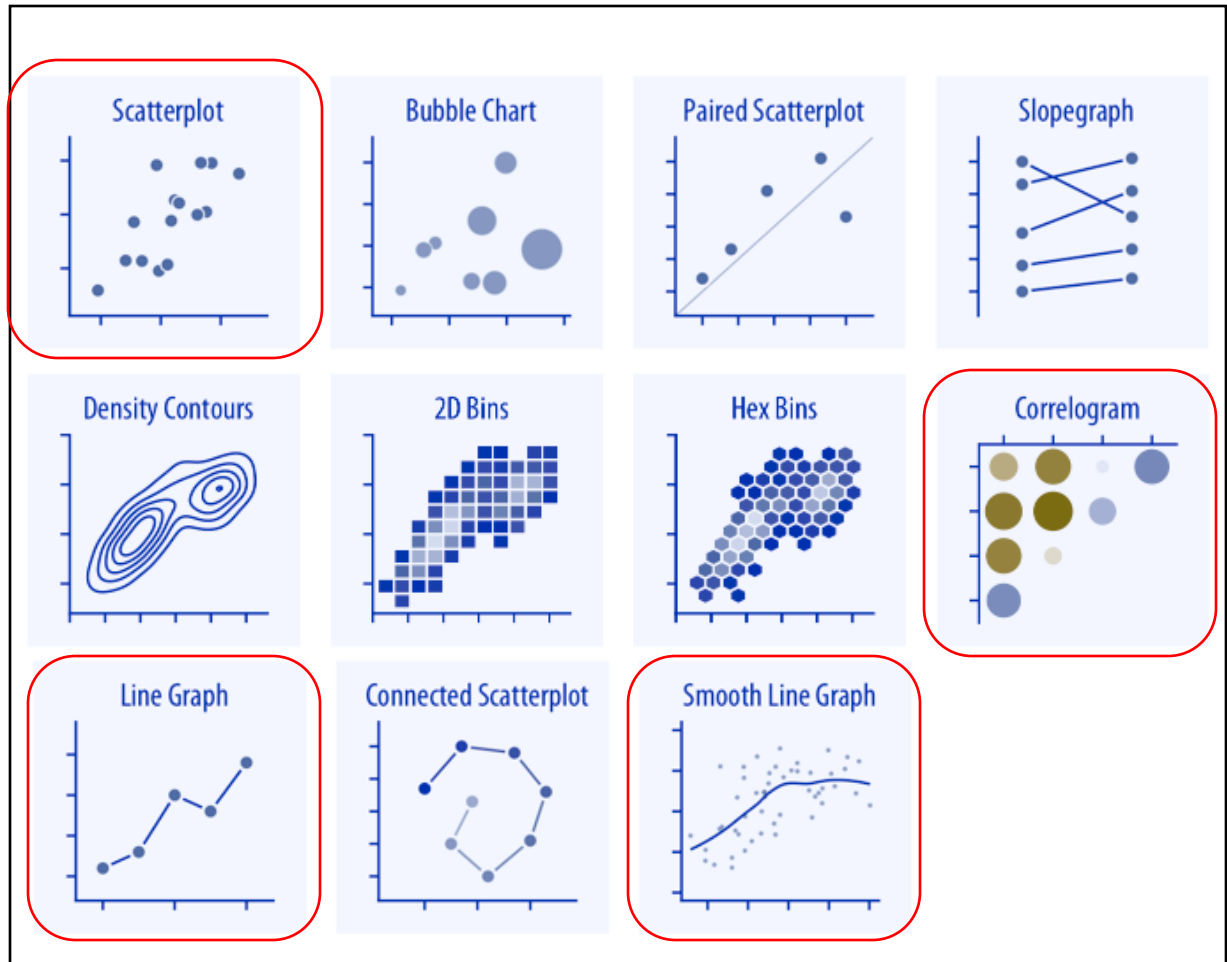 Scatterplot
Bubble Chart
Paired Scatterplot
Slopegraph
Density Contours
2D Bins
Hex Bins
Correlogram
Line Graph
Connected Scatterplot
Smooth Line Graph